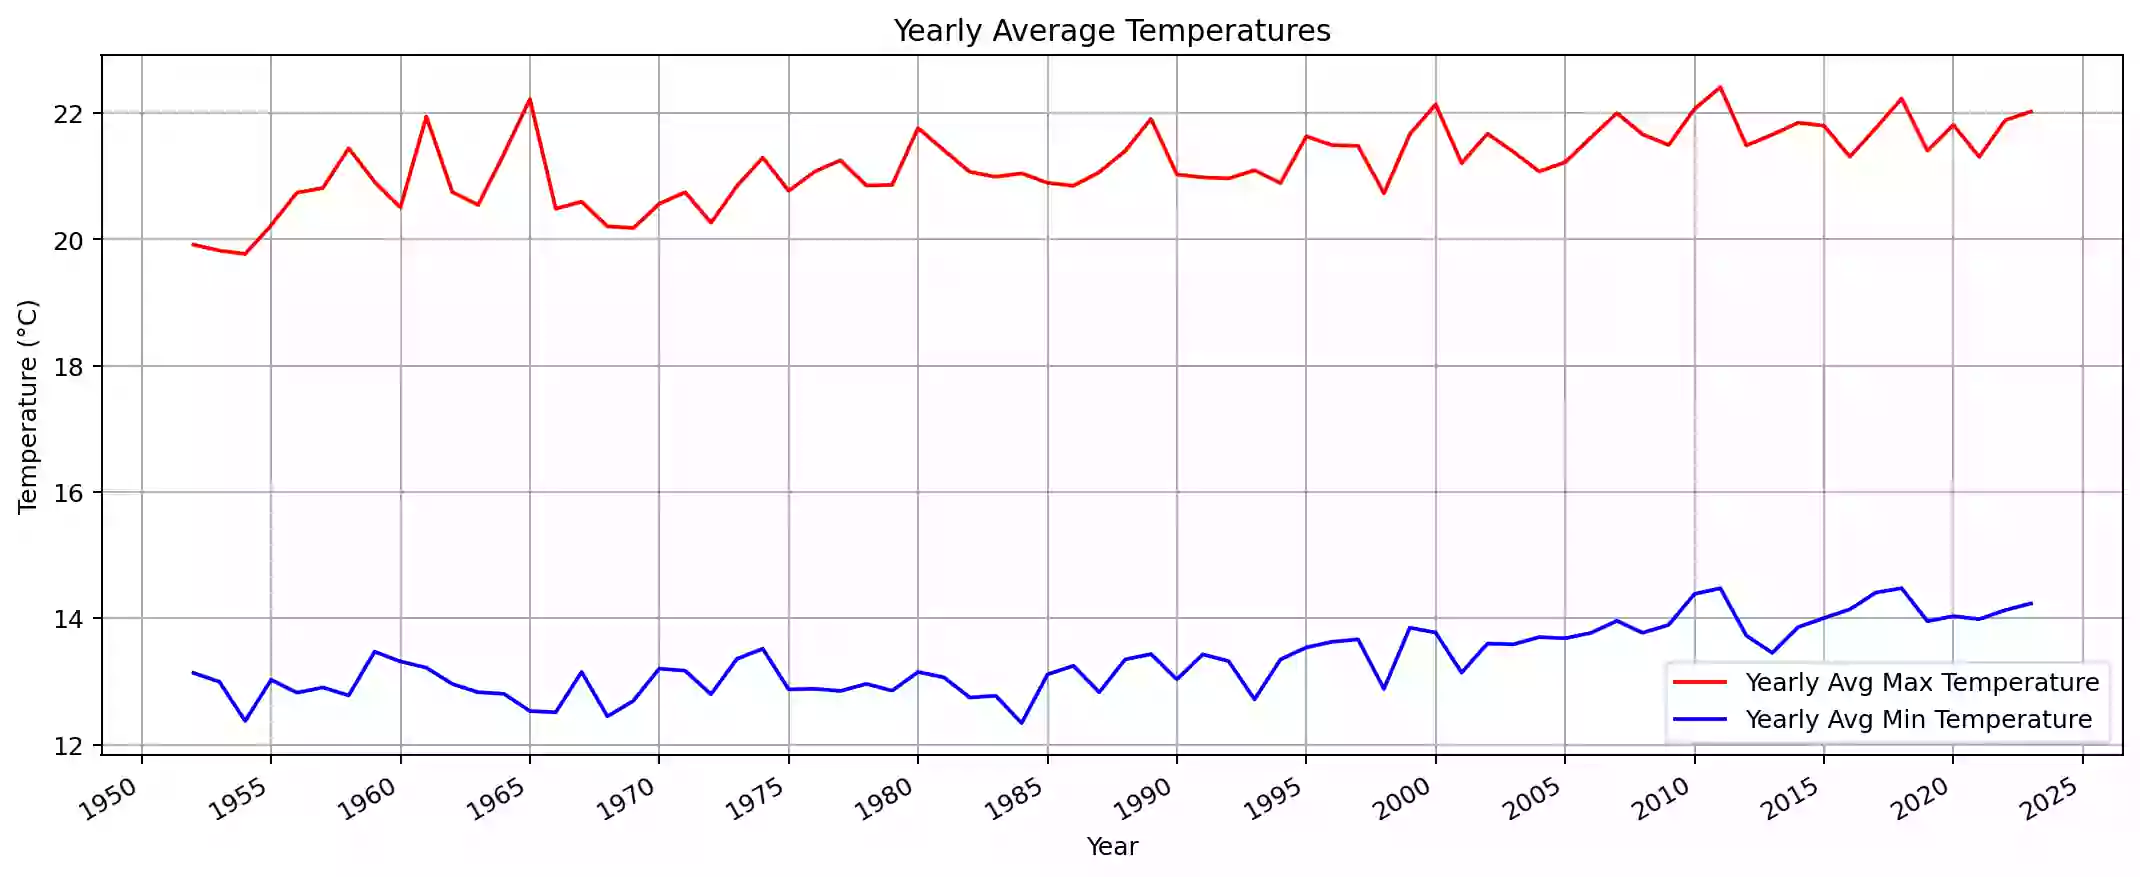 Yearly Average Temperatures
Temperature (°C)
22
20
18
16
14
12
Yearly Avg Max Temperature
Yearly Avg Min Temperature
1950 1955 1960 1965 1970 1975 1980 1985 1990 1995 2000 2005 2010 2015 2020 2025
Year